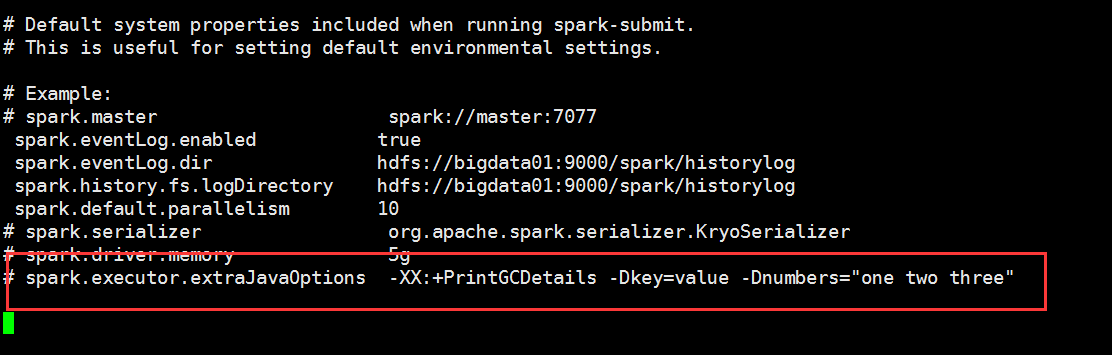 # Default system properties included when running spark-submit.
# This is useful for setting default environmental settings.
# Example:
# spark.master                     spark://master:7077
 spark.eventLog.enabled           true
 spark.eventLog.dir               hdfs://bigdata01:9000/spark/historylog
 spark.history.fs.logDirectory    hdfs://bigdata01:9000/spark/historylog
 spark.default.parallelism        10
# spark.serializer                 org.apache.spark.serializer.KryoSerializer
# spark.driver.memory              5g
# spark.executor.extraJavaOptions  -XX:+PrintGCDetails -Dkey=value -Dnumbers="one two three"